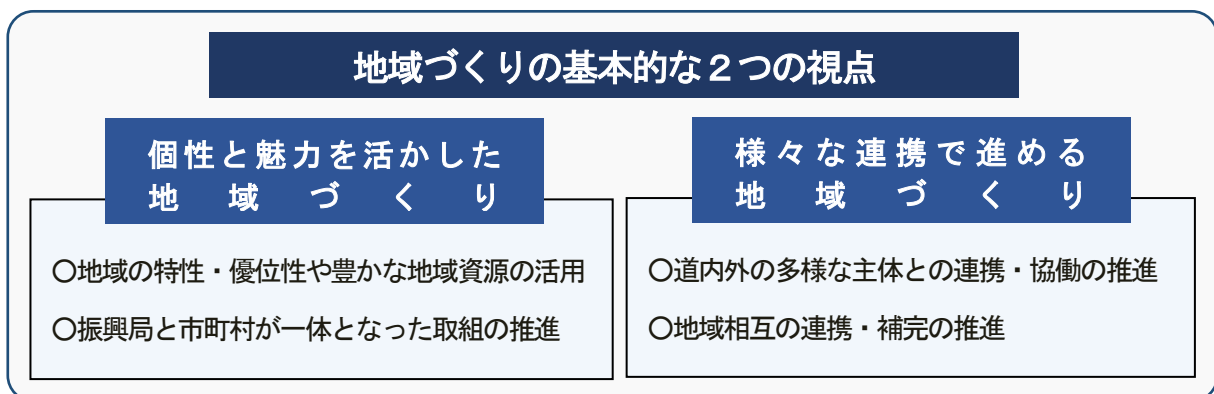 地域づくりの基本的な２つの視点
個性と魅力を活かした
地域づくり
〇地域の特性・優位性や豊かな地域資源の活用
〇振興局と市町村が一体となった取組の推進
様々な連携で進める
地域づくり
〇道内外の多様な主体との連携・協働の推進
〇地域相互の連携・補完の推進